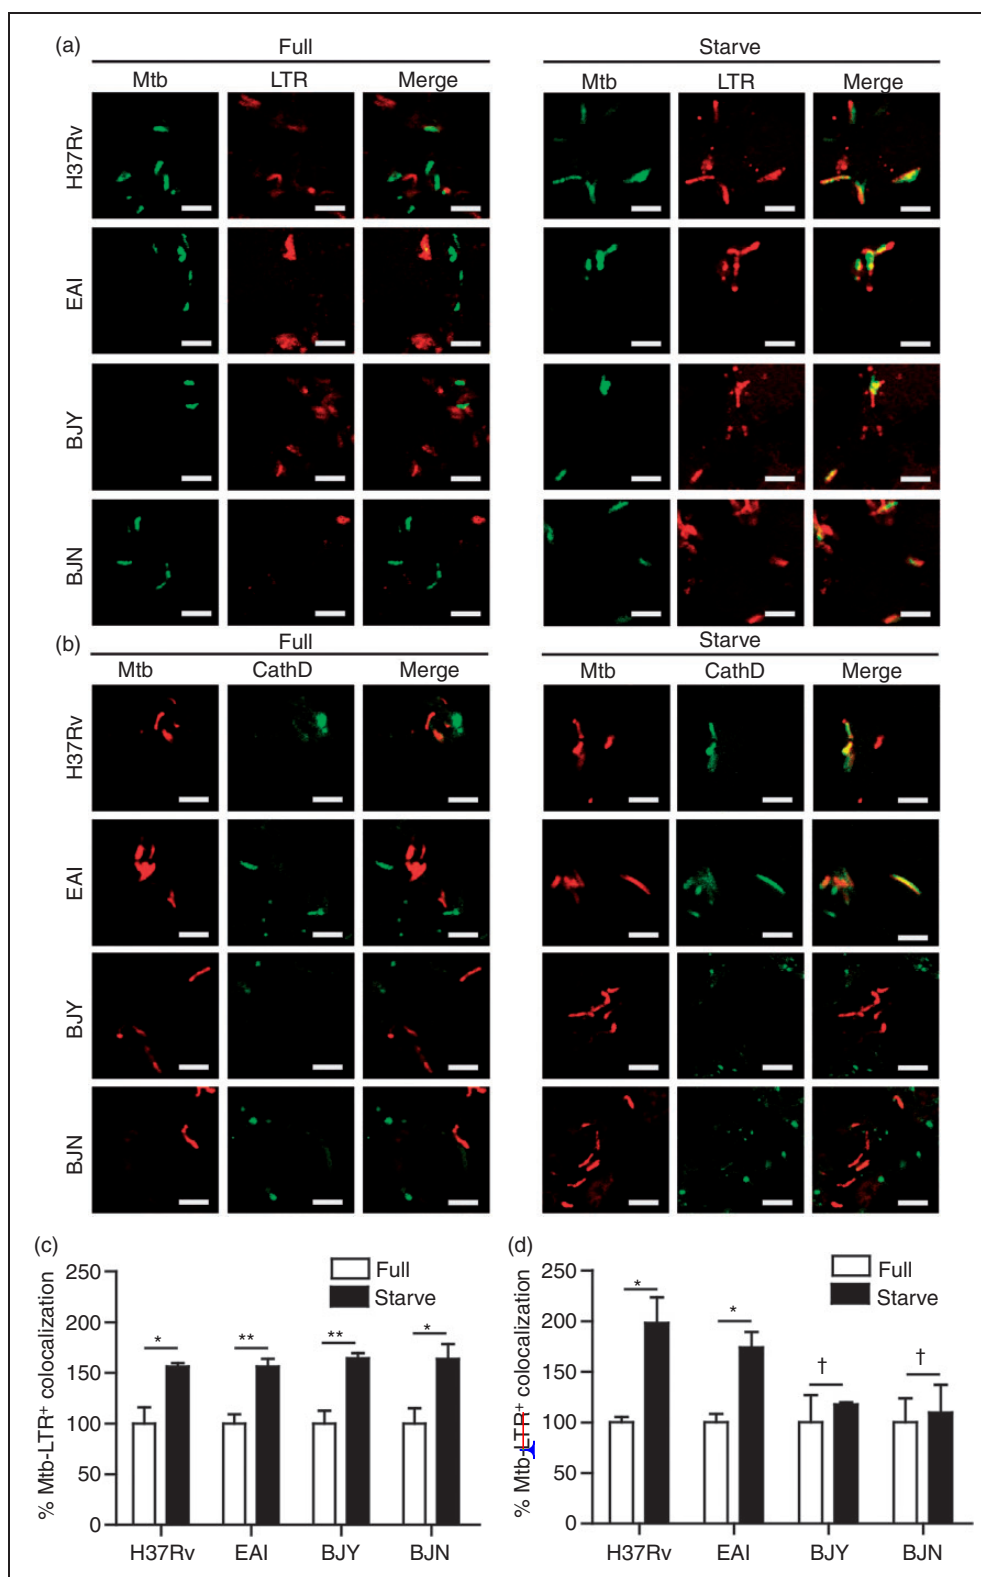 (a)
Full
Starve
Mtb LTR Merge Mtb LTR Merge
H37Rv
EAI
BJY
BJN
(b)
Full
Starve
Mtb CathD Merge Mtb CathD Merge
H37Rv
EAI
BJY
BJN
(c)
% Mtb-LTR⁺ colocalization
250
200
150
100
50
0
Full
Starve
* ** ** *
H37Rv EAI BJY BJN
(d)
% Mtb-LTR⁺ colocalization
250
200
150
100
50
0
Full
Starve
* * † †
H37Rv EAI BJY BJN